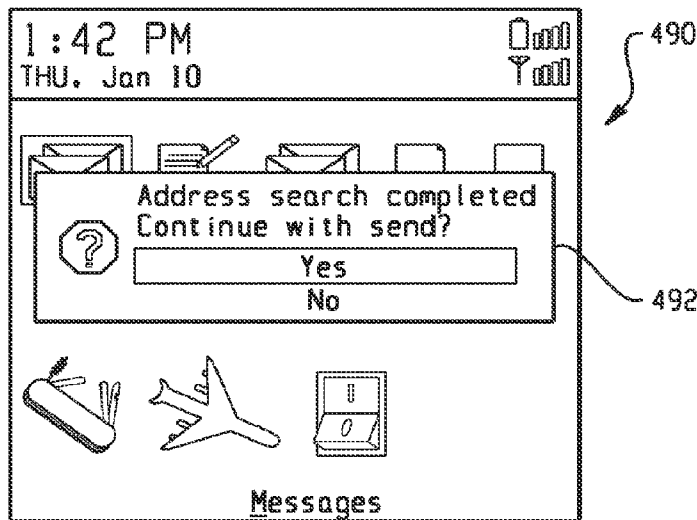 1:42 PM
THU. Jan 10
490
Address search completed
Continue with send?
Yes
No
492
Messages